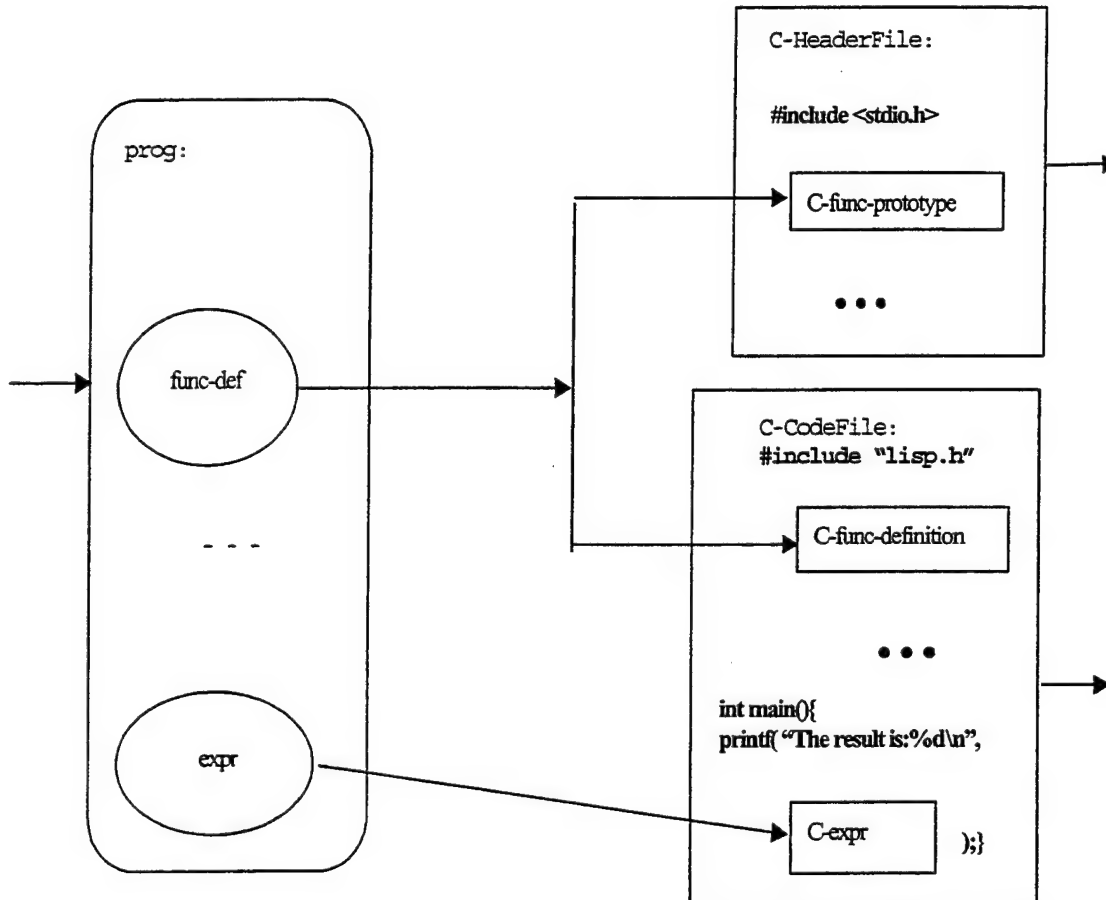 prog:
func-def
- - -
expr
C-HeaderFile:
#include <stdio.h>
C-func-prototype
•••
C-CodeFile:
#include “lisp.h”
C-func-definition
•••
int main(){
printf( “The result is:%d\n”,
C-expr );}